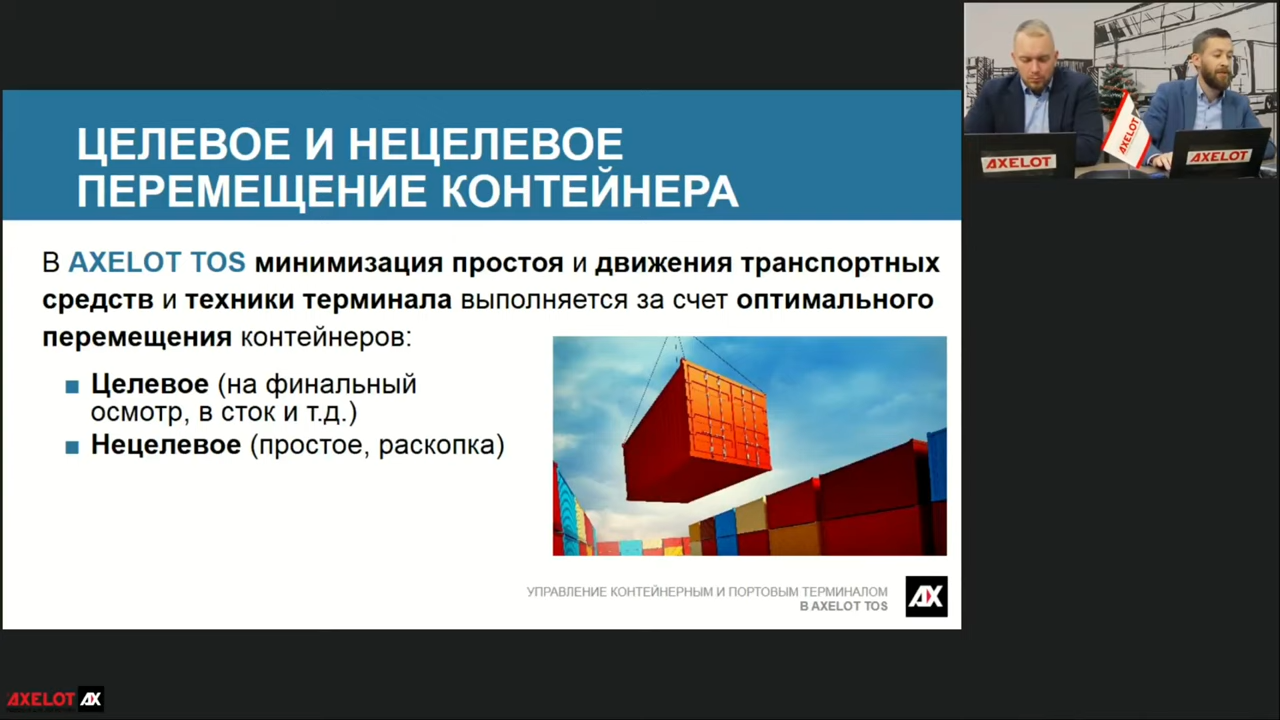 ЦЕЛЕВОЕ И НЕЦЕЛЕВОЕ
ПЕРЕМЕЩЕНИЕ КОНТЕЙНЕРА
В AXELOT TOS минимизация простоя и движения транспортных
средств и техники терминала выполняется за счет оптимального
перемещения контейнеров:
Целевое (на финальный
осмотр, в сток и т.д.)
Нецелевое (простое, раскопка)
УПРАВЛЕНИЕ КОНТЕЙНЕРНЫМ И ПОРТОВЫМ ТЕРМИНАЛОМ
В AXELOT TOS
AX
AXELOT
AXELOT
AXELOT
AXELOT AX